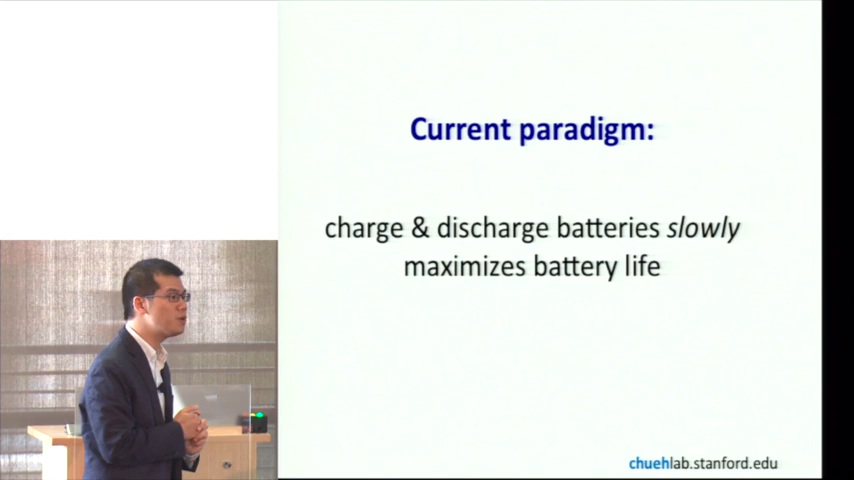 Current paradigm:
charge & discharge batteries slowly
maximizes battery life
chuehlab.stanford.edu